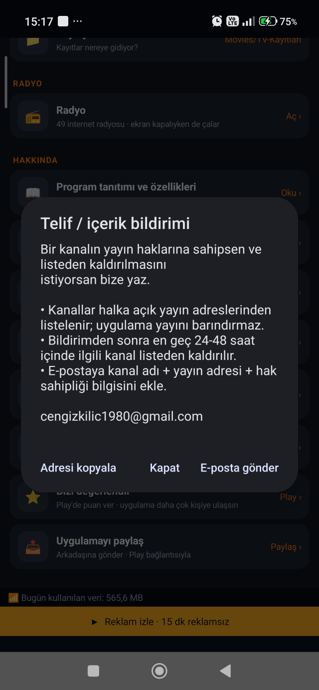 15:17
75%
Kayıtlar nereye gidiyor?
Movies/TV-Kayitlari
RADYO
Radyo
49 internet radyosu · ekran kapalıyken de çalar
Aç ›
HAKKINDA
Program tanıtımı ve özellikleri
Oku ›
Telif / içerik bildirimi
Bir kanalın yayın haklarına sahipsen ve
listeden kaldırılmasını
istiyorsan bize yaz.
• Kanallar halka açık yayın adreslerinden
listelenir; uygulama yayını barındırmaz.
• Bildirimden sonra en geç 24-48 saat
içinde ilgili kanal listeden kaldırılır.
• E-postaya kanal adı + yayın adresi + hak
sahipliği bilgisini ekle.
cengizkilic1980@gmail.com
Adresi kopyala
Kapat
E-posta gönder
Bizi değerlendir
Play'de puan ver · uygulama daha çok kişiye ulaşsın
Play ›
Uygulamayı paylaş
Arkadaşına gönder · Play bağlantısıyla
Paylaş ›
Bugün kullanılan veri: 565,6 MB
► Reklam izle · 15 dk reklamsız